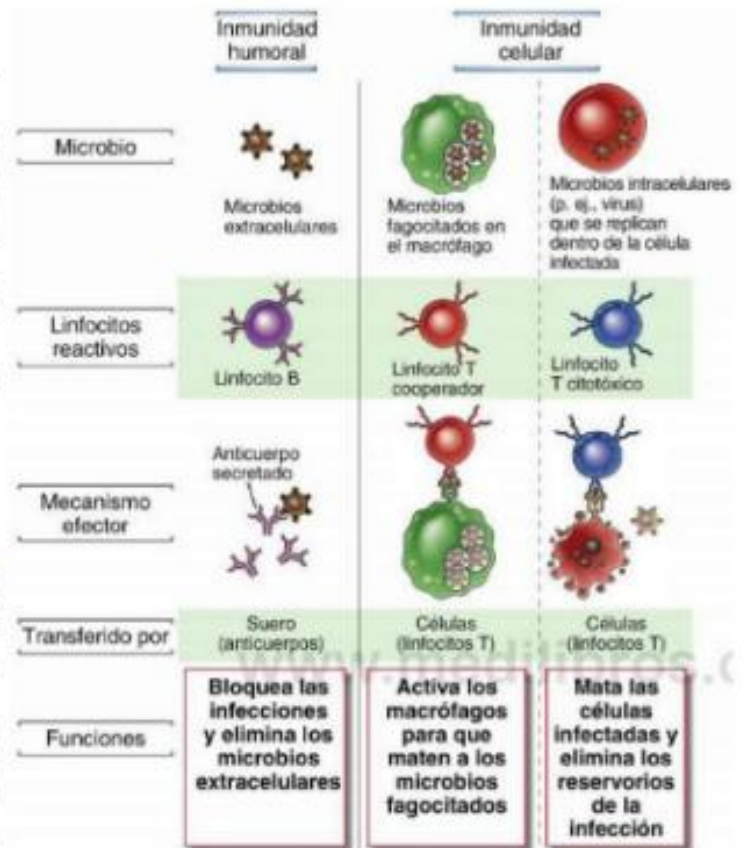 Inmunidad
humoral
Inmunidad
celular
Microbio
Microbios
extracelulares
Microbios
fagocitados en
el macrófago
Microbios intracelulares
(p. ej., virus)
que se replican
dentro de la célula
infectada
Linfocitos
reactivos
Linfocito B
Linfocito T
cooperador
Linfocito
T citotóxico
Mecanismo
efector
Anticuerpo
secretado
Transferido por
Suero
(anticuerpos)
Células
(linfocitos T)
Células
(linfocitos T)
Funciones
Bloquea las
infecciones
y elimina los
microbios
extracelulares
Activa los
macrófagos
para que
maten a los
microbios
fagocitados
Mata las
células
infectadas y
elimina los
reservorios
de la
infección